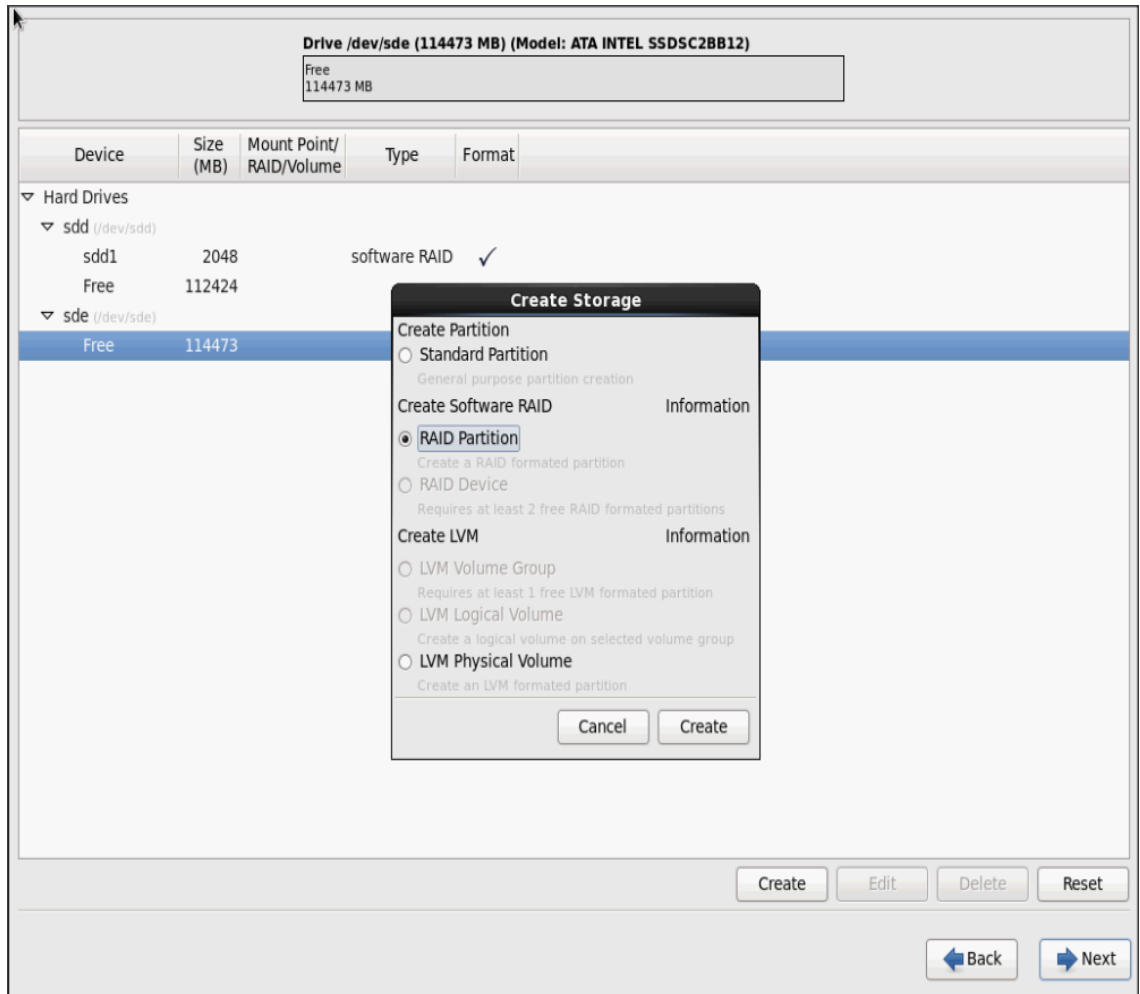 Drive /dev/sde (114473 MB) (Model: ATA INTEL SSDSC2BB12)
Free
114473 MB
Device Size (MB) Mount Point/ RAID/Volume Type Format
Hard Drives
sdd (/dev/sdd)
sdd1 2048 software RAID ✓
Free 112424
sde (/dev/sde)
Free 114473
Create Storage
Create Partition
Standard Partition
General purpose partition creation
Create Software RAID Information
RAID Partition
Create a RAID formated partition
RAID Device
Requires at least 2 free RAID formated partitions
Create LVM Information
LVM Volume Group
Requires at least 1 free LVM formated partition
LVM Logical Volume
Create a logical volume on selected volume group
LVM Physical Volume
Create an LVM formated partition
Cancel Create
Create Edit Delete Reset
Back Next